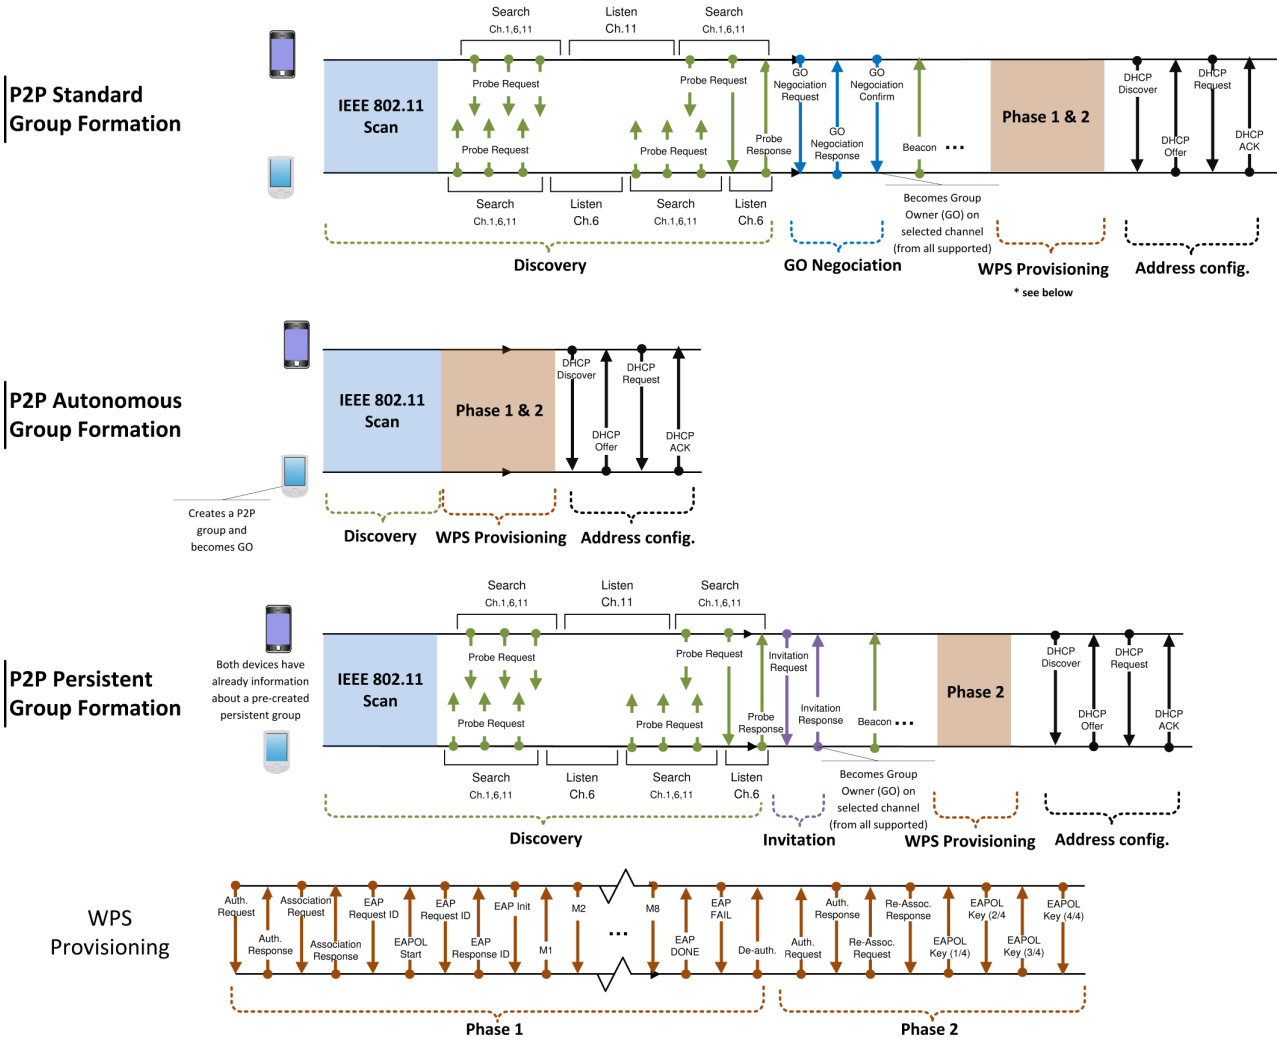 Search
Ch.1,6,11
Listen
Ch.11
Search
Ch.1,6,11
P2P Standard
Group Formation
IEEE 802.11
Scan
Probe Request
Probe Request
Probe Request
Probe Request
Probe
Response
GO
Negociation
Request
GO
Negociation
Response
GO
Negociation
Confirm
Beacon
...
Phase 1 & 2
DHCP
Discover
DHCP
Offer
DHCP
Request
DHCP
ACK
Search
Ch.1,6,11
Listen
Ch.6
Search
Ch.1,6,11
Listen
Ch.6
Becomes Group
Owner (GO) on
selected channel
(from all supported)
Discovery
GO Negociation
WPS Provisioning
* see below
Address config.
P2P Autonomous
Group Formation
IEEE 802.11
Scan
Phase 1 & 2
DHCP
Discover
DHCP
Offer
DHCP
Request
DHCP
ACK
Creates a P2P
group and
becomes GO
Discovery
WPS Provisioning
Address config.
Search
Ch.1,6,11
Listen
Ch.11
Search
Ch.1,6,11
P2P Persistent
Group Formation
Both devices have
already information
about a pre-created
persistent group
IEEE 802.11
Scan
Probe Request
Probe Request
Probe Request
Probe Request
Probe
Response
Invitation
Request
Invitation
Response
Beacon
...
Phase 2
DHCP
Discover
DHCP
Offer
DHCP
Request
DHCP
ACK
Search
Ch.1,6,11
Listen
Ch.6
Search
Ch.1,6,11
Listen
Ch.6
Becomes Group
Owner (GO) on
selected channel
(from all supported)
Discovery
Invitation
WPS Provisioning
Address config.
WPS
Provisioning
Auth.
Request
Auth.
Response
Association
Request
Association
Response
EAP
Request ID
EAPOL
Start
EAP
Request ID
EAP
Response ID
EAP Init
M1
M2
...
M8
EAP
DONE
EAP
FAIL
De-auth.
Auth.
Request
Auth.
Response
Re-Assoc.
Request
Re-Assoc.
Response
EAPOL
Key (1/4)
EAPOL
Key (2/4
EAPOL
Key (3/4)
EAPOL
Key (4/4)
Phase 1
Phase 2